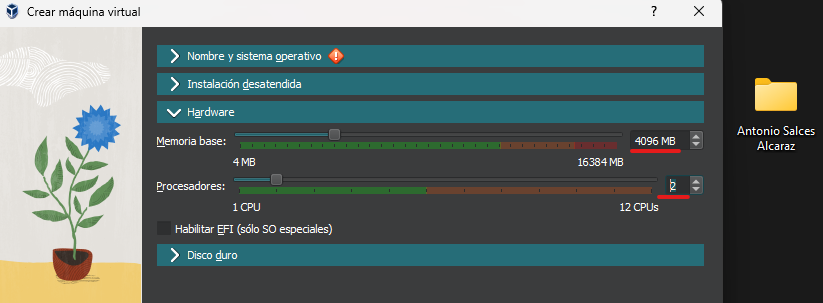 Crear máquina virtual
?
Nombre y sistema operativo
Instalación desatendida
Hardware
Memoria base:
4096 MB
4 MB
16384 MB
Procesadores:
2
1 CPU
12 CPUs
Habilitar EFI (sólo SO especiales)
Disco duro
Antonio Salces
Alcaraz